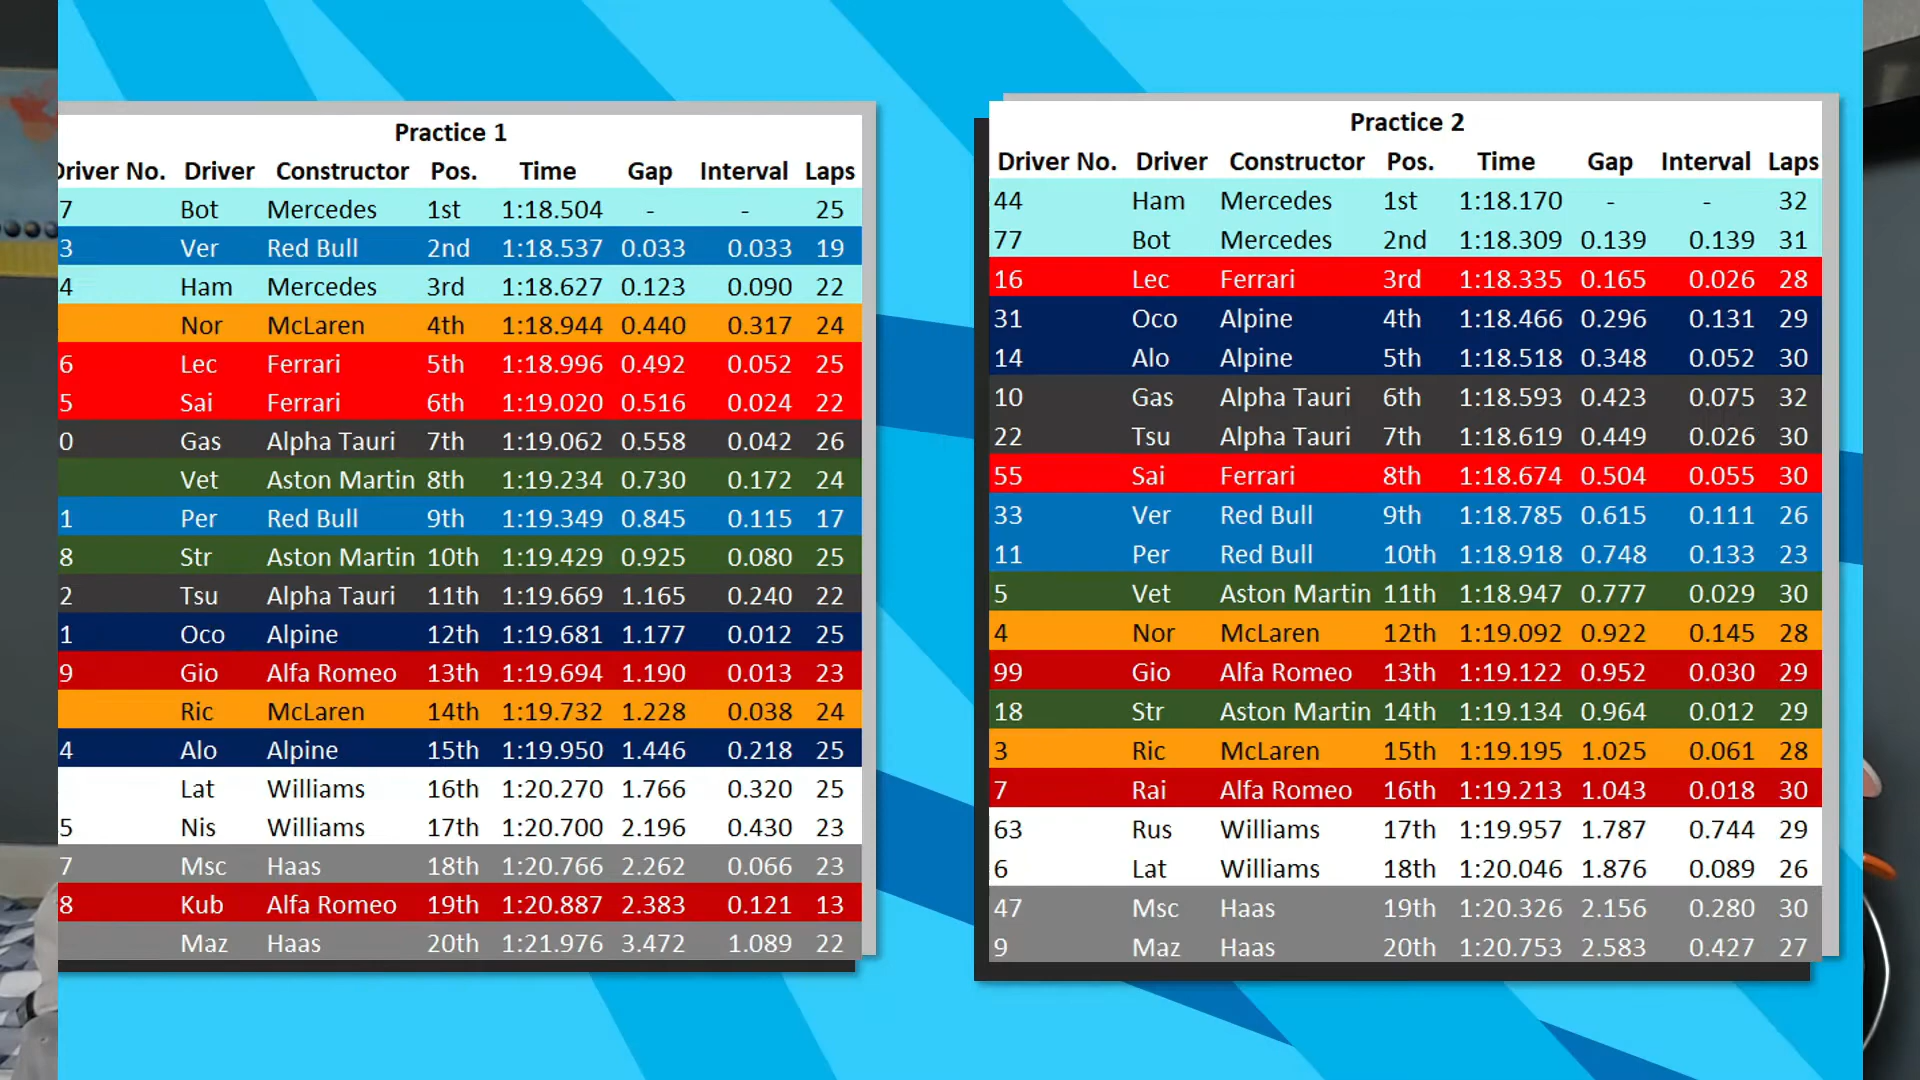 Practice 1
Driver No. Driver Constructor Pos. Time Gap Interval Laps
7 Bot Mercedes 1st 1:18.504 - - 25
3 Ver Red Bull 2nd 1:18.537 0.033 0.033 19
4 Ham Mercedes 3rd 1:18.627 0.123 0.090 22
Nor McLaren 4th 1:18.944 0.440 0.317 24
6 Lec Ferrari 5th 1:18.996 0.492 0.052 25
5 Sai Ferrari 6th 1:19.020 0.516 0.024 22
0 Gas Alpha Tauri 7th 1:19.062 0.558 0.042 26
Vet Aston Martin 8th 1:19.234 0.730 0.172 24
1 Per Red Bull 9th 1:19.349 0.845 0.115 17
8 Str Aston Martin 10th 1:19.429 0.925 0.080 25
2 Tsu Alpha Tauri 11th 1:19.669 1.165 0.240 22
1 Oco Alpine 12th 1:19.681 1.177 0.012 25
9 Gio Alfa Romeo 13th 1:19.694 1.190 0.013 23
Ric McLaren 14th 1:19.732 1.228 0.038 24
4 Alo Alpine 15th 1:19.950 1.446 0.218 25
Lat Williams 16th 1:20.270 1.766 0.320 25
5 Nis Williams 17th 1:20.700 2.196 0.430 23
7 Msc Haas 18th 1:20.766 2.262 0.066 23
8 Kub Alfa Romeo 19th 1:20.887 2.383 0.121 13
Maz Haas 20th 1:21.976 3.472 1.089 22
Practice 2
Driver No. Driver Constructor Pos. Time Gap Interval Laps
44 Ham Mercedes 1st 1:18.170 - - 32
77 Bot Mercedes 2nd 1:18.309 0.139 0.139 31
16 Lec Ferrari 3rd 1:18.335 0.165 0.026 28
31 Oco Alpine 4th 1:18.466 0.296 0.131 29
14 Alo Alpine 5th 1:18.518 0.348 0.052 30
10 Gas Alpha Tauri 6th 1:18.593 0.423 0.075 32
22 Tsu Alpha Tauri 7th 1:18.619 0.449 0.026 30
55 Sai Ferrari 8th 1:18.674 0.504 0.055 30
33 Ver Red Bull 9th 1:18.785 0.615 0.111 26
11 Per Red Bull 10th 1:18.918 0.748 0.133 23
5 Vet Aston Martin 11th 1:18.947 0.777 0.029 30
4 Nor McLaren 12th 1:19.092 0.922 0.145 28
99 Gio Alfa Romeo 13th 1:19.122 0.952 0.030 29
18 Str Aston Martin 14th 1:19.134 0.964 0.012 29
3 Ric McLaren 15th 1:19.195 1.025 0.061 28
7 Rai Alfa Romeo 16th 1:19.213 1.043 0.018 30
63 Rus Williams 17th 1:19.957 1.787 0.744 29
6 Lat Williams 18th 1:20.046 1.876 0.089 26
47 Msc Haas 19th 1:20.326 2.156 0.280 30
9 Maz Haas 20th 1:20.753 2.583 0.427 27